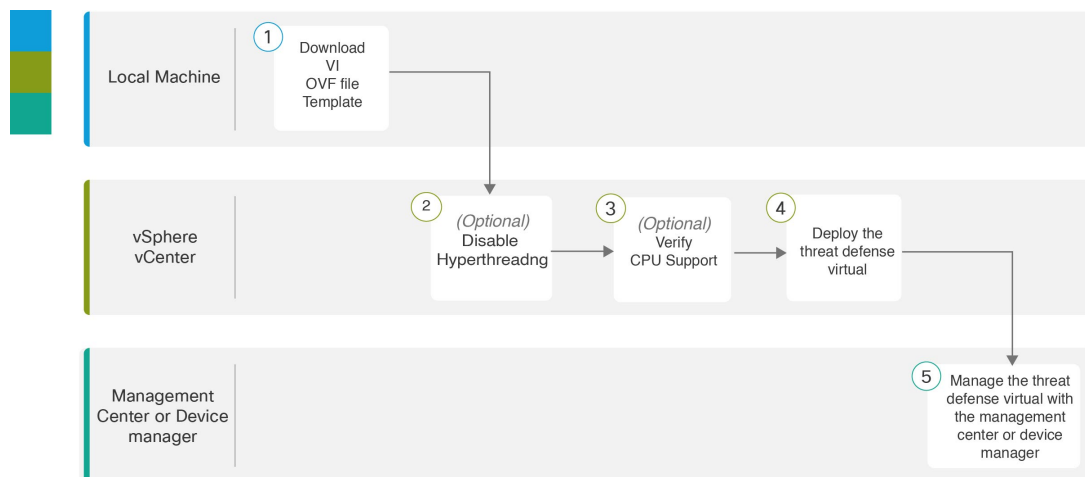 Local Machine
1
Download
VI
OVF file
Template
vSphere
vCenter
2
(Optional)
Disable
Hyperthreadng
3
(Optional)
Verify
CPU Support
4
Deploy the
threat defense
virtual
Management
Center or Device
manager
5
Manage the threat
defense virtual with
the management
center or device
manager